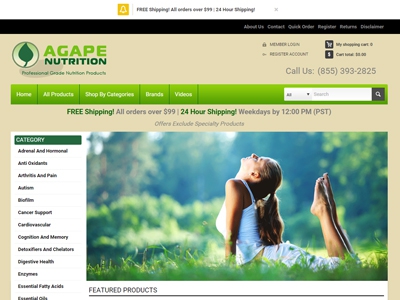 FREE Shipping! All orders over $99 | 24 Hour Shipping!
About Us Contact Quick Order Register Returns Disclaimer
AGAPE
NUTRITION
Professional Grade Nutrition Products
MEMBER LOGIN
My shopping cart: 0
REGISTER ACCOUNT
Cart total: $0.00
Call Us: (855) 393-2825
Home All Products Shop By Categories Brands Videos
All
Search
FREE Shipping! All orders over $99 | 24 Hour Shipping! Weekdays by 12:00 PM (PST)
Offers Exclude Specialty Products
CATEGORY
Adrenal And Hormonal
Anti Oxidants
Arthritis And Pain
Autism
Biofilm
Cancer Support
Cardiovascular
Cognition And Memory
Detoxifiers And Chelators
Digestive Health
Enzymes
Essential Fatty Acids
Essential Oils
FEATURED PRODUCTS